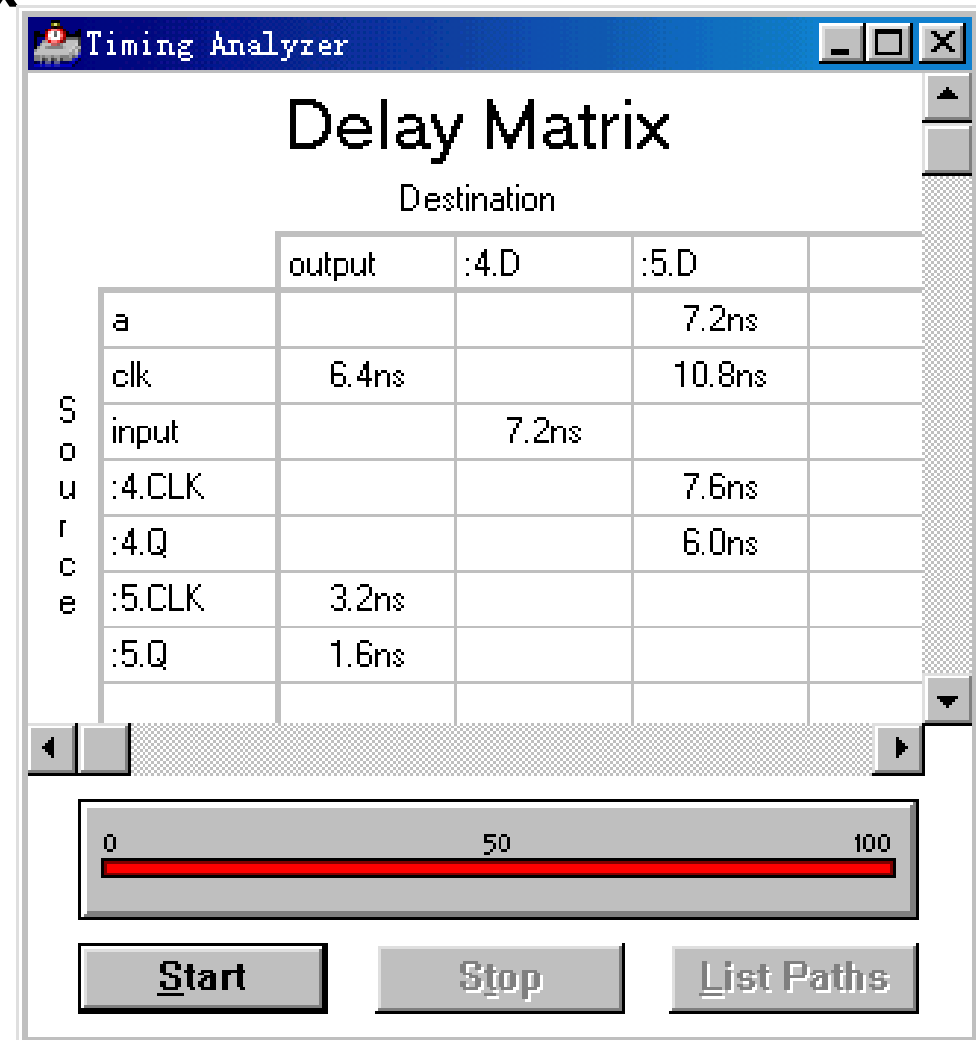 Timing Analyzer
Delay Matrix
Destination
output :4.D :5.D
Source
a 7.2ns
clk 6.4ns 10.8ns
input 7.2ns
:4.CLK 7.6ns
:4.Q 6.0ns
:5.CLK 3.2ns
:5.Q 1.6ns
0 50 100
Start Stop List Paths